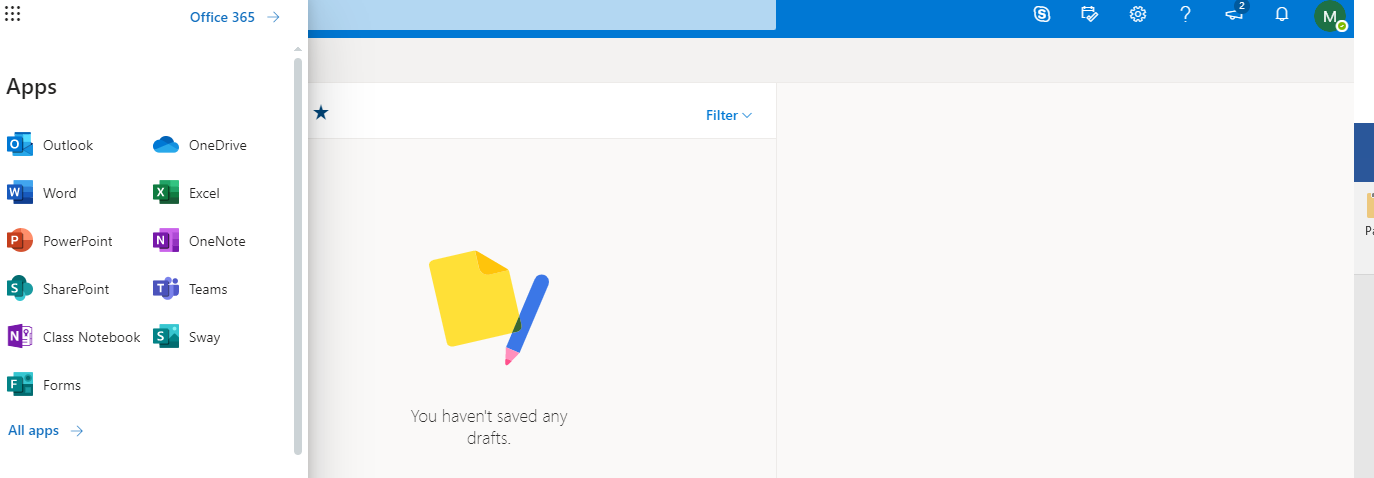 Office 365
2
M
Apps
Filter
Outlook
OneDrive
Word
Excel
PowerPoint
OneNote
SharePoint
Teams
Class Notebook
Sway
Forms
All apps
You haven't saved any
drafts.
Pa